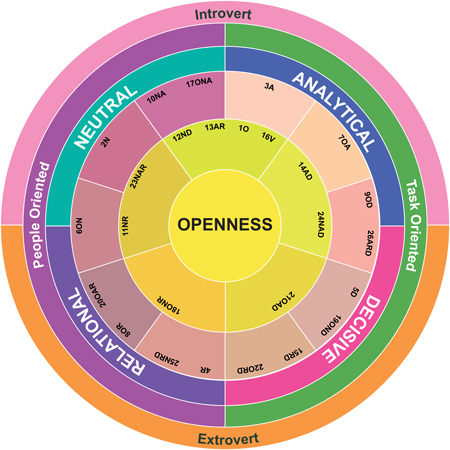 Introvert
Task Oriented
Extrovert
People Oriented
NEUTRAL
ANALYTICAL
DECISIVE
RELATIONAL
10NA
17ONA
3A
7OA
9OD
26ARD
5D
19OND
15RD
22ORD
4R
25NRD
8OR
20OAR
6ON
2N
23NAR
12ND
13AR
1O
16V
14AD
24NAD
21OAD
18ONR
11NR
OPENNESS